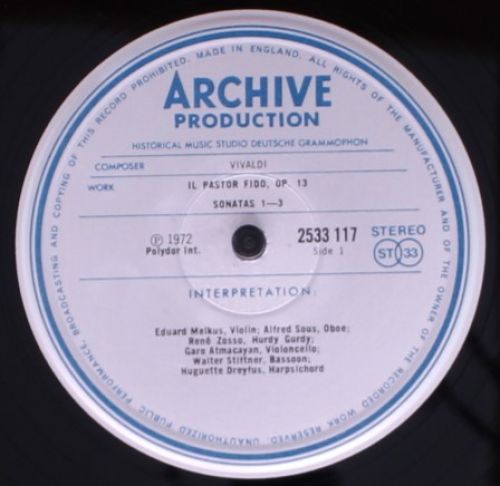 PERFORMANCE, BROADCASTING AND COPYING OF THIS RECORD PROHIBITED. MADE IN ENGLAND. ALL RIGHTS OF THE MANUFACTURER AND OF THE OWNER OF THE RECORDED WORK RESERVED. UNAUTHORIZED PUBLIC
ARCHIVE
PRODUCTION
HISTORICAL MUSIC STUDIO DEUTSCHE GRAMMOPHON
COMPOSER VIVALDI
WORK IL PASTOR FIDO, OP. 13
SONATAS 1—3
Ⓟ 1972 2533 117 STEREO
Polydor Int. Side 1 ST 33
INTERPRETATION:
Eduard Melkus, Violin; Alfred Sous, Oboe;
René Zosso, Hurdy Gurdy;
Garo Atmacayan, Violoncello;
Walter Stiftner, Bassoon;
Huguette Dreyfus, Harpsichord